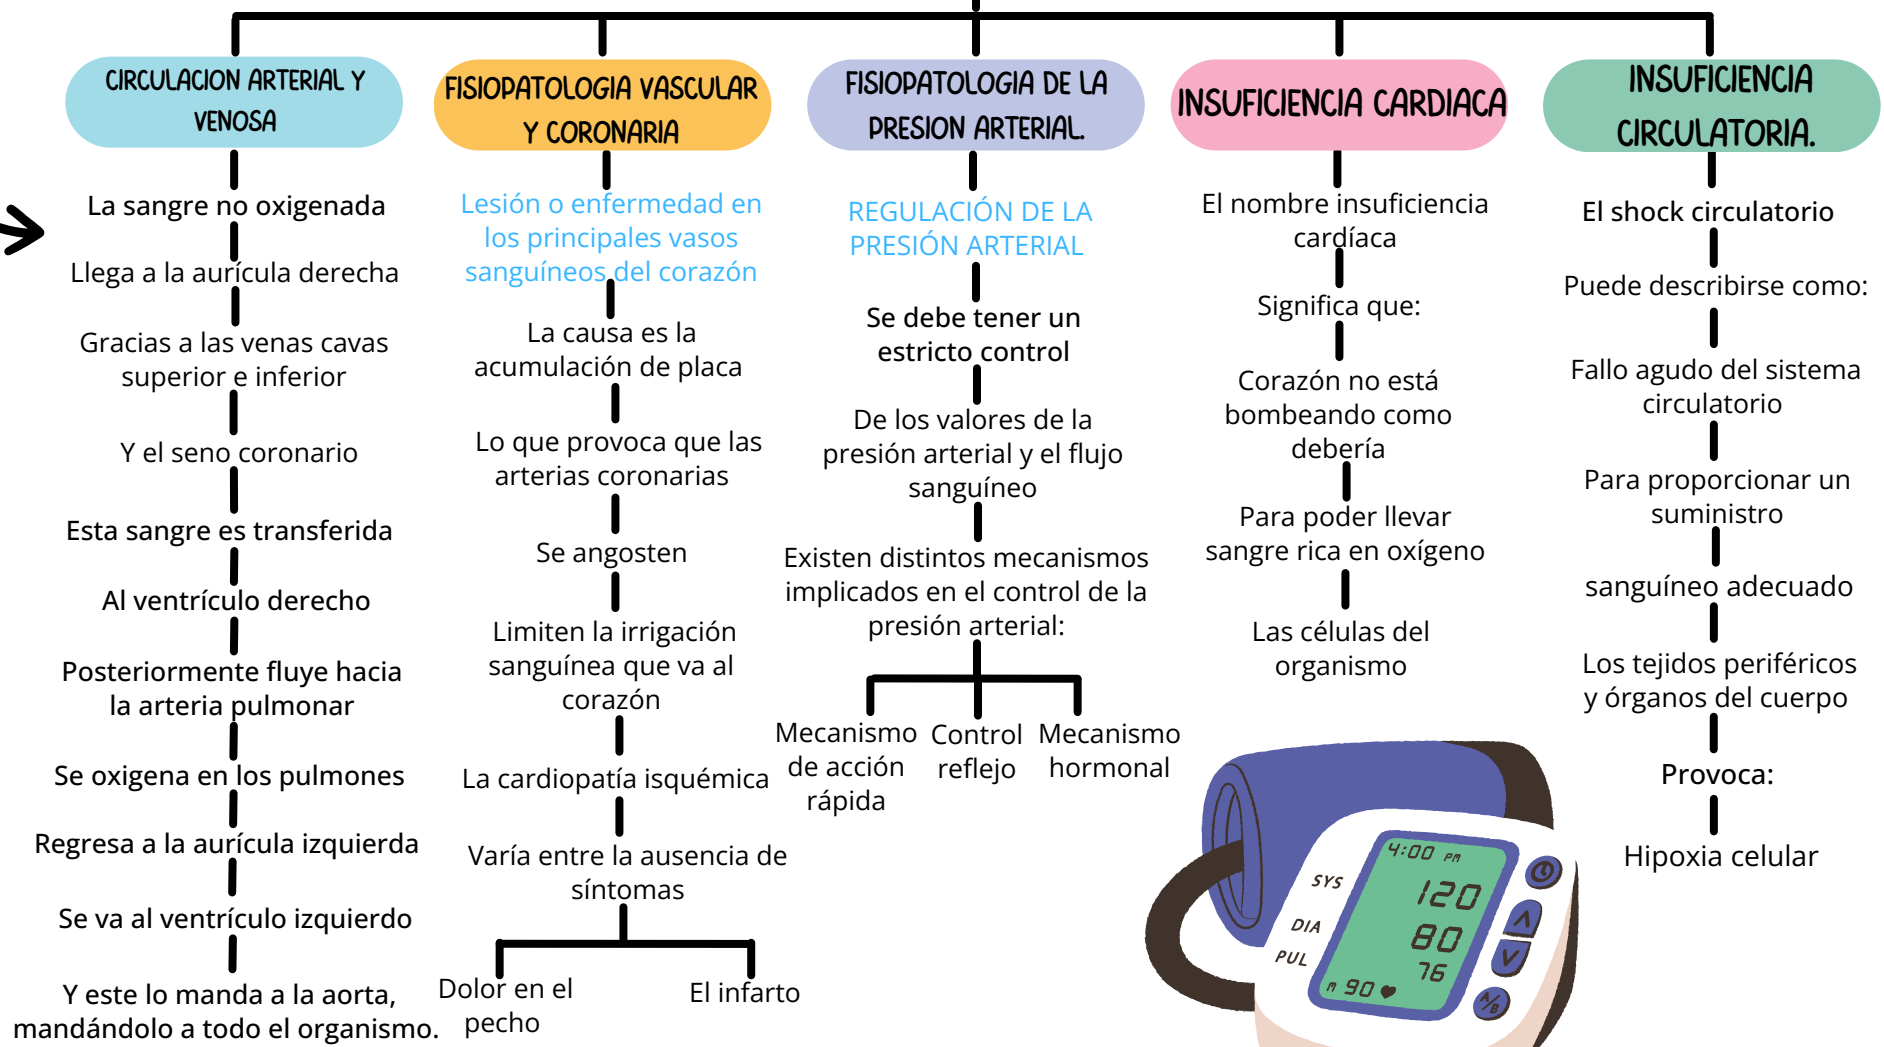 CIRCULACION ARTERIAL Y
VENOSA
La sangre no oxigenada
Llega a la aurícula derecha
Gracias a las venas cavas
superior e inferior
Y el seno coronario
Esta sangre es transferida
Al ventrículo derecho
Posteriormente fluye hacia
la arteria pulmonar
Se oxigena en los pulmones
Regresa a la aurícula izquierda
Se va al ventrículo izquierdo
Y este lo manda a la aorta,
mandándolo a todo el organismo.
FISIOPATOLOGIA VASCULAR
Y CORONARIA
Lesión o enfermedad en
los principales vasos
sanguíneos del corazón
La causa es la
acumulación de placa
Lo que provoca que las
arterias coronarias
Se angosten
Limiten la irrigación
sanguínea que va al
corazón
La cardiopatía isquémica
Varía entre la ausencia de
síntomas
Dolor en el
pecho
El infarto
FISIOPATOLOGIA DE LA
PRESION ARTERIAL.
REGULACIÓN DE LA
PRESIÓN ARTERIAL
Se debe tener un
estricto control
De los valores de la
presión arterial y el flujo
sanguíneo
Existen distintos mecanismos
implicados en el control de la
presión arterial:
Mecanismo
de acción
rápida
Control
reflejo
Mecanismo
hormonal
INSUFICIENCIA CARDIACA
El nombre insuficiencia
cardíaca
Significa que:
Corazón no está
bombeando como
debería
Para poder llevar
sangre rica en oxígeno
Las células del
organismo
INSUFICIENCIA
CIRCULATORIA.
El shock circulatorio
Puede describirse como:
Fallo agudo del sistema
circulatorio
Para proporcionar un
suministro
sanguíneo adecuado
Los tejidos periféricos
y órganos del cuerpo
Provoca:
Hipoxia celular
4:00 PM
SYS 120
DIA 80
PUL 76
M 90
A/B